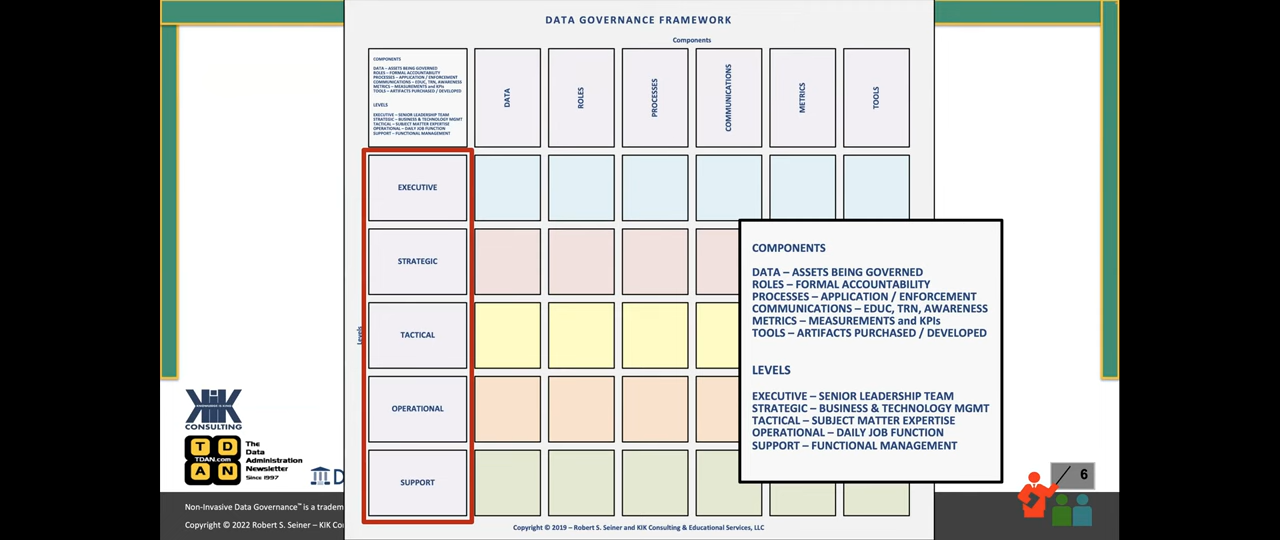 DATA GOVERNANCE FRAMEWORK
Components
COMPONENTS
DATA – ASSETS BEING GOVERNED
ROLES – FORMAL ACCOUNTABILITY
PROCESSES – APPLICATION / ENFORCEMENT
COMMUNICATIONS – EDUC, TRN, AWARENESS
METRICS – MEASUREMENTS and KPIs
TOOLS – ARTIFACTS PURCHASED / DEVELOPED
LEVELS
EXECUTIVE – SENIOR LEADERSHIP TEAM
STRATEGIC – BUSINESS & TECHNOLOGY MGMT
TACTICAL – SUBJECT MATTER EXPERTISE
OPERATIONAL – DAILY JOB FUNCTION
SUPPORT – FUNCTIONAL MANAGEMENT
DATA
ROLES
PROCESSES
COMMUNICATIONS
METRICS
TOOLS
Levels
EXECUTIVE
STRATEGIC
TACTICAL
OPERATIONAL
SUPPORT
COMPONENTS
DATA – ASSETS BEING GOVERNED
ROLES – FORMAL ACCOUNTABILITY
PROCESSES – APPLICATION / ENFORCEMENT
COMMUNICATIONS – EDUC, TRN, AWARENESS
METRICS – MEASUREMENTS and KPIs
TOOLS – ARTIFACTS PURCHASED / DEVELOPED
LEVELS
EXECUTIVE – SENIOR LEADERSHIP TEAM
STRATEGIC – BUSINESS & TECHNOLOGY MGMT
TACTICAL – SUBJECT MATTER EXPERTISE
OPERATIONAL – DAILY JOB FUNCTION
SUPPORT – FUNCTIONAL MANAGEMENT
KIK
CONSULTING
T D
TDAN.com
A N
The
Data
Administration
Newsletter
Since 1997
D
/ 6
Non-Invasive Data Governance™ is a tradem
Copyright © 2022 Robert S. Seiner – KIK Co
Copyright © 2019 – Robert S. Seiner and KIK Consulting & Educational Services, LLC